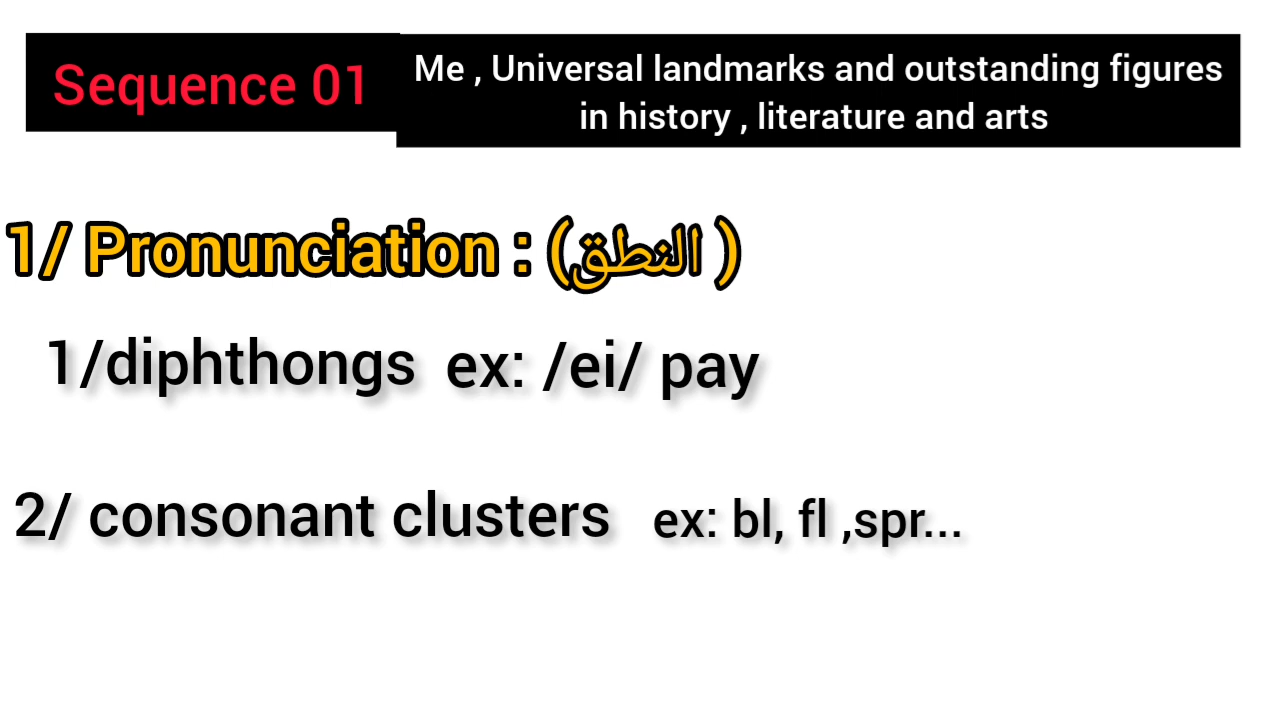 Sequence 01
Me , Universal landmarks and outstanding figures
in history , literature and arts
1/ Pronunciation : (النطق )
1/diphthongs ex: /ei/ pay
2/ consonant clusters ex: bl, fl ,spr...